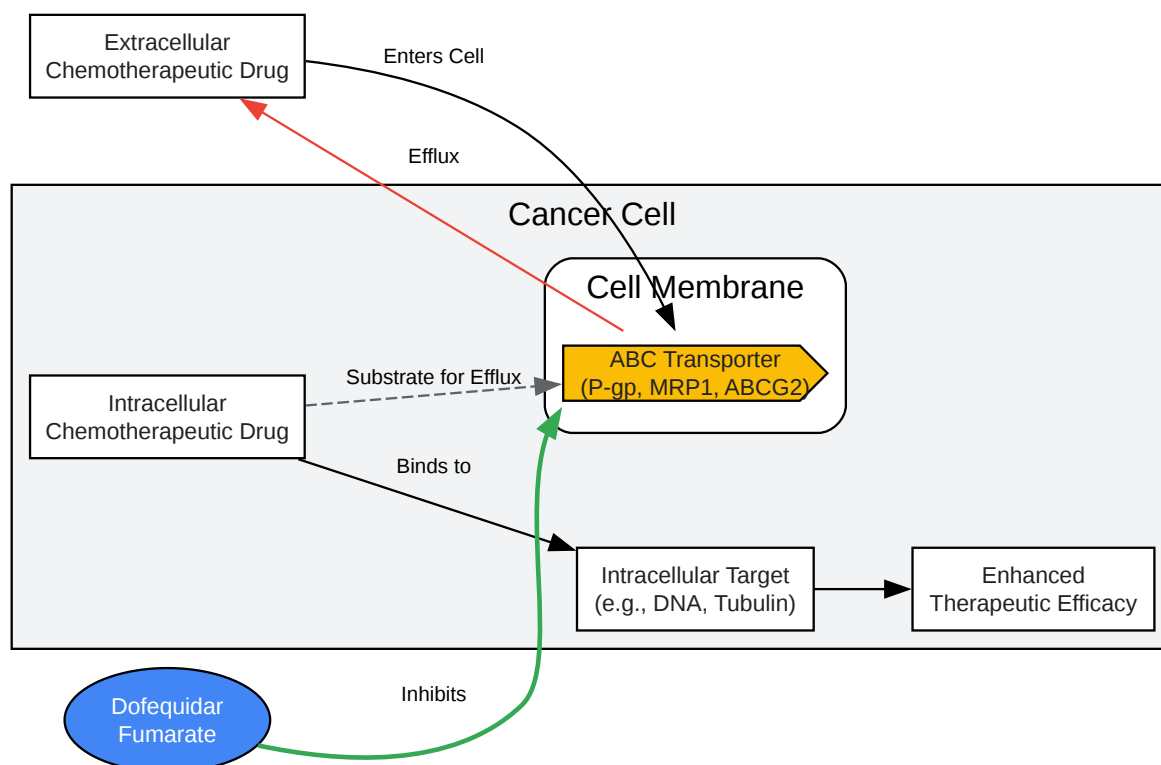 Extracellular
Chemotherapeutic Drug
Enters Cell
Efflux
Cancer Cell
Cell Membrane
ABC Transporter
(P-gp, MRP1, ABCG2)
Substrate for Efflux
Intracellular
Chemotherapeutic Drug
Binds to
Intracellular Target
(e.g., DNA, Tubulin)
Enhanced
Therapeutic Efficacy
Inhibits
Dofequidar
Fumarate